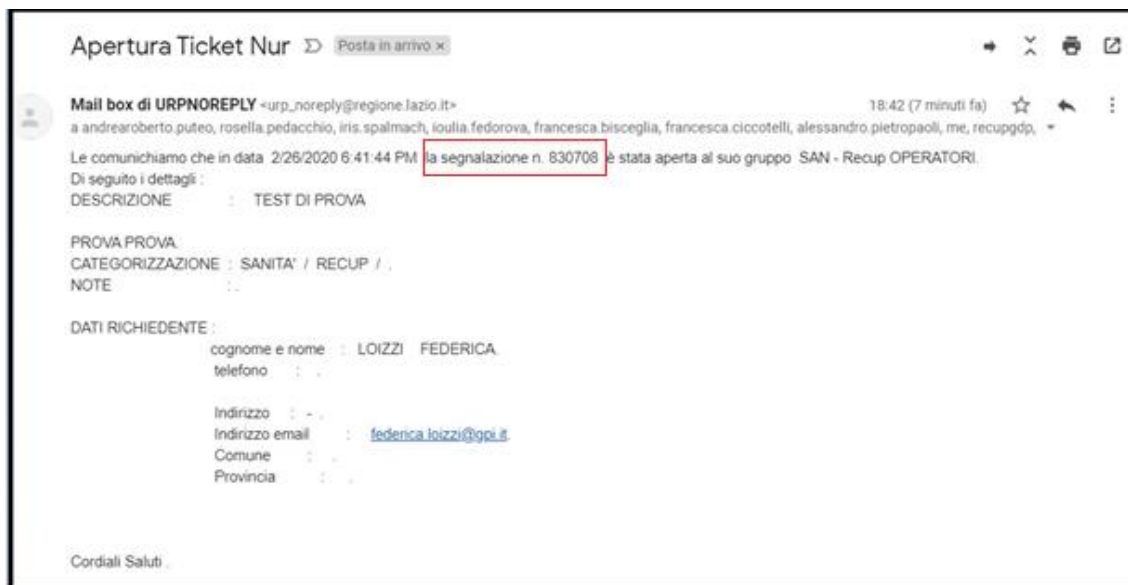 Apertura Ticket Nur Posta in arrivo ×
Mail box di URPNOREPLY <urp_noreply@regione.lazio.it> 18:42 (7 minuti fa)
a andrearoberto.puteo, rosella.pedacchio, iris.spalmach, ioulia.fedorova, francesca.bisceglia, francesca.ciccotelli, alessandro.pietropaoli, me, recupgdp,
Le comunichiamo che in data 2/26/2020 6:41:44 PM la segnalazione n. 830708 è stata aperta al suo gruppo SAN - Recup OPERATORI.
Di seguito i dettagli :
DESCRIZIONE : TEST DI PROVA
PROVA PROVA.
CATEGORIZZAZIONE : SANITA' / RECUP / .
NOTE : .
DATI RICHIEDENTE :
cognome e nome : LOIZZI FEDERICA.
telefono : .
Indirizzo : - .
Indirizzo email : federica.loizzi@gpi.it.
Comune : .
Provincia : .
Cordiali Saluti .